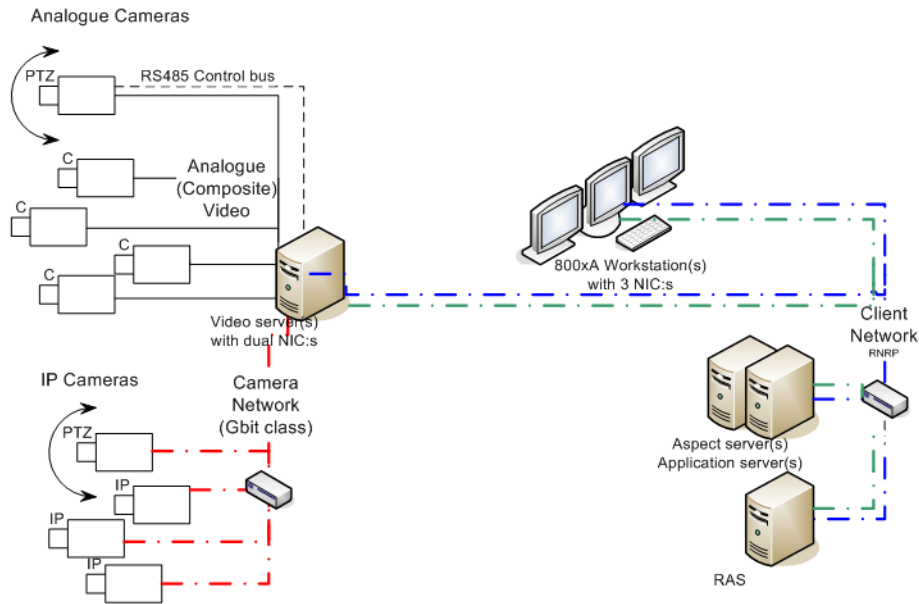 Analogue Cameras
PTZ
RS485 Control bus
C
Analogue
(Composite)
Video
C
C
C
Video server(s)
with dual NIC:s
800xA Workstation(s)
with 3 NIC:s
Client
Network
RNRP
IP Cameras
PTZ
Camera
Network
(Gbit class)
IP
IP
IP
Aspect server(s)
Application server(s)
RAS